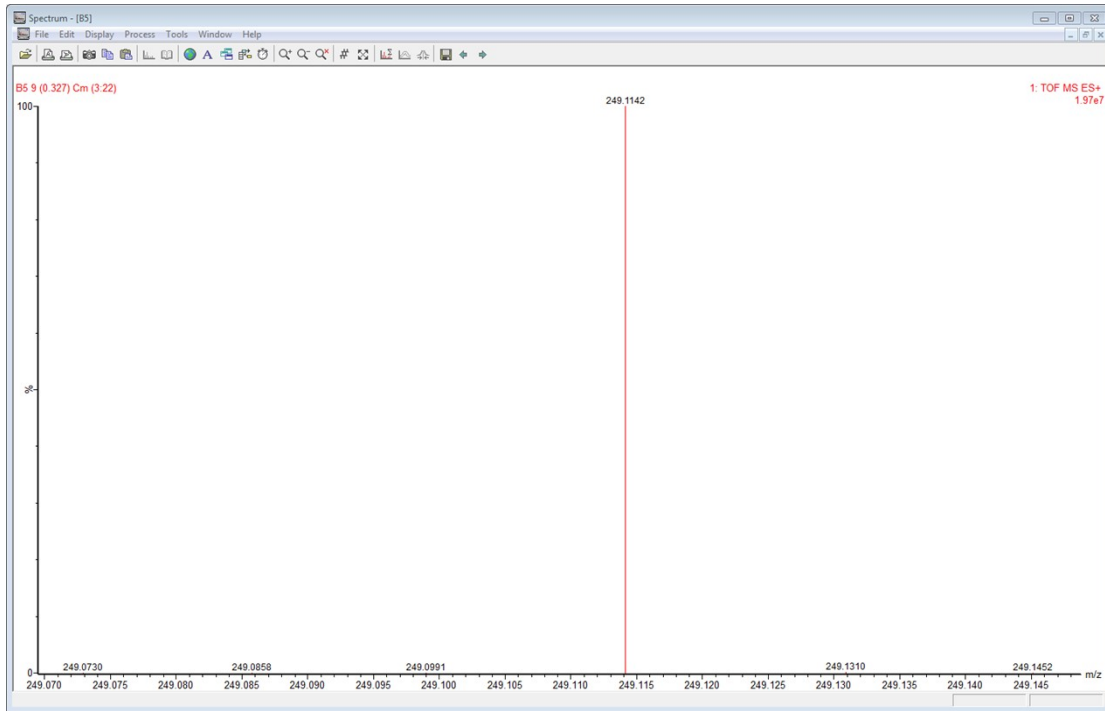 Spectrum - [B5]
File Edit Display Process Tools Window Help
B5 9 (0.327) Cm (3:22)
1: TOF MS ES+
1.97e7
249.1142
100
%
0
249.0730 249.0858 249.0991 249.1310 249.1452
249.070 249.075 249.080 249.085 249.090 249.095 249.100 249.105 249.110 249.115 249.120 249.125 249.130 249.135 249.140 249.145 m/z